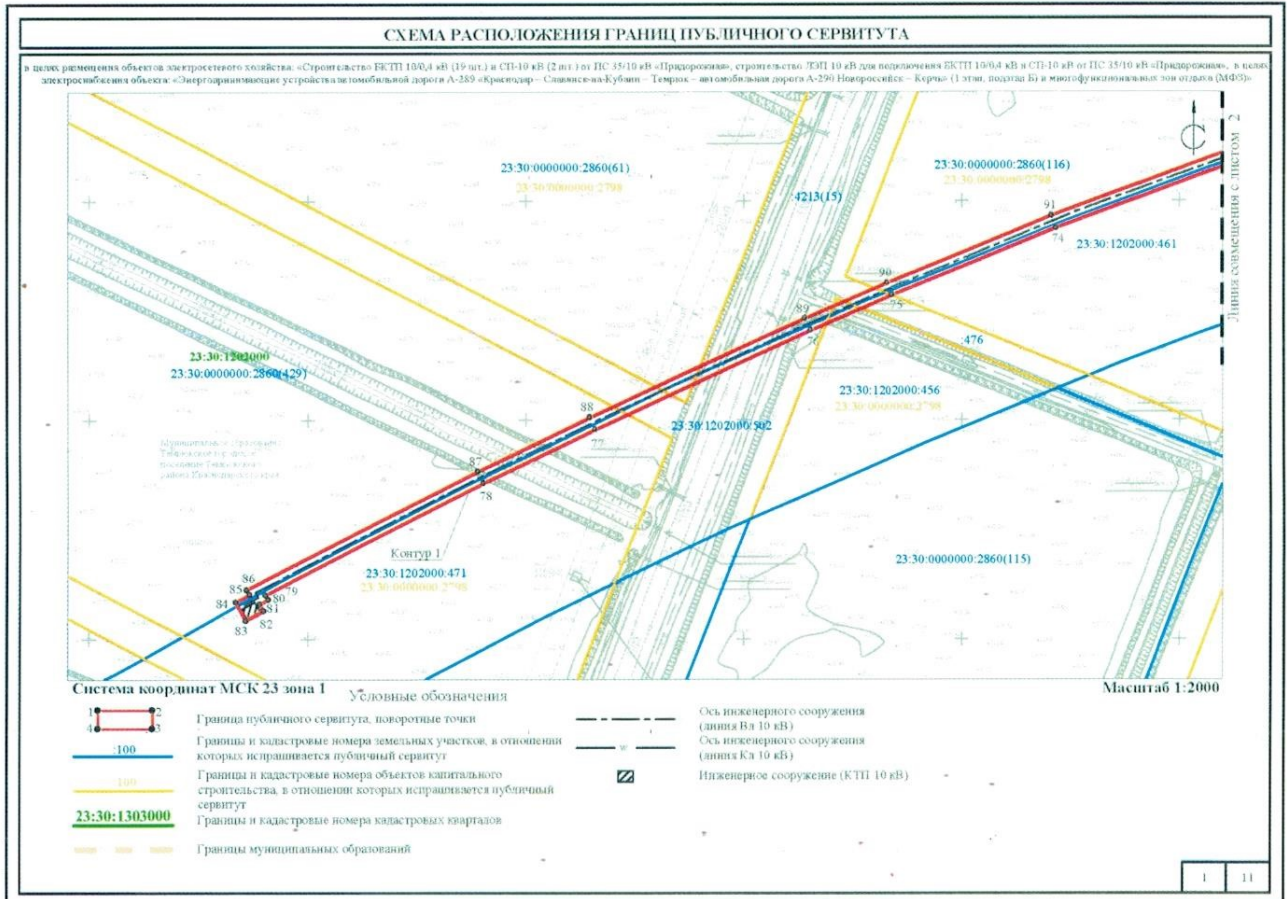 СХЕМА РАСПОЛОЖЕНИЯ ГРАНИЦ ПУБЛИЧНОГО СЕРВИТУТА
в целях размещения объектов электросетевого хозяйства: «Строительство БКТП 10/0,4 кВ (19 шт.) и СП-10 кВ (2 шт.) от ПС 35/10 кВ «Придорожная», строительство ЛЭП 10 кВ для подключения БКТП 10/0,4 кВ и СП-10 кВ от ПС 35/10 кВ «Придорожная», в целях
электроснабжения объекта: «Энергопринимающие устройства автомобильной дороги А-289 «Краснодар – Славянск-на-Кубани – Темрюк – автомобильная дорога А-290 Новороссийск – Керчь» (1 этап, подэтап Б) и многофункциональных зон отдыха (МФЗ)»
Линия совмещения с листом 2
23:30:0000000:2860(61)
23:30:0000000:2798
23:30:0000000:2860(116)
23:30:0000000:2798
4213(15)
91
74
23:30:1202000:461
90
75
89
76
:476
23:30:1202000
23:30:0000000:2860(429)
23:30:1202000:456
23:30:0000000:2798
88
77
23:30:1202000:502
87
78
Контур 1
23:30:0000000:2860(115)
23:30:1202000:471
23:30:0000000:2798
86
85
79
84
80
81
83
82
Система координат МСК 23 зона 1
Условные обозначения
Масштаб 1:2000
1
2
4
3
Граница публичного сервитута, поворотные точки
:100
Границы и кадастровые номера земельных участков, в отношении
которых испрашивается публичный сервитут
:100
Границы и кадастровые номера объектов капитального
строительства, в отношении которых испрашивается публичный
сервитут
23:30:1303000
Границы и кадастровые номера кадастровых кварталов
Границы муниципальных образований
Ось инженерного сооружения
(линия Вл 10 кВ)
w
Ось инженерного сооружения
(линия Кл 10 кВ)
Инженерное сооружение (КТП 10 кВ)
1
11